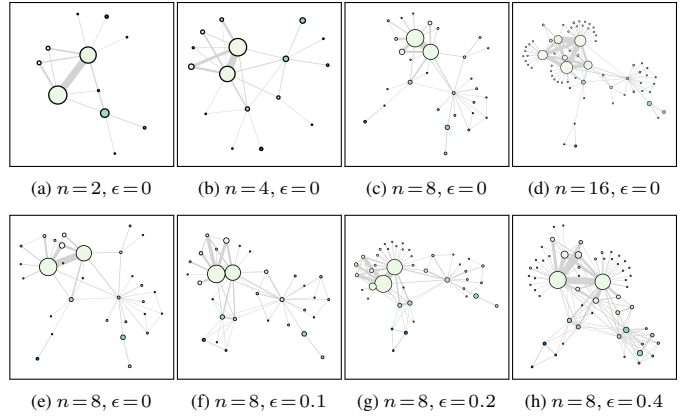 (a) n=2, ϵ=0 (b) n=4, ϵ=0 (c) n=8, ϵ=0 (d) n=16, ϵ=0
(e) n=8, ϵ=0 (f) n=8, ϵ=0.1 (g) n=8, ϵ=0.2 (h) n=8, ϵ=0.4